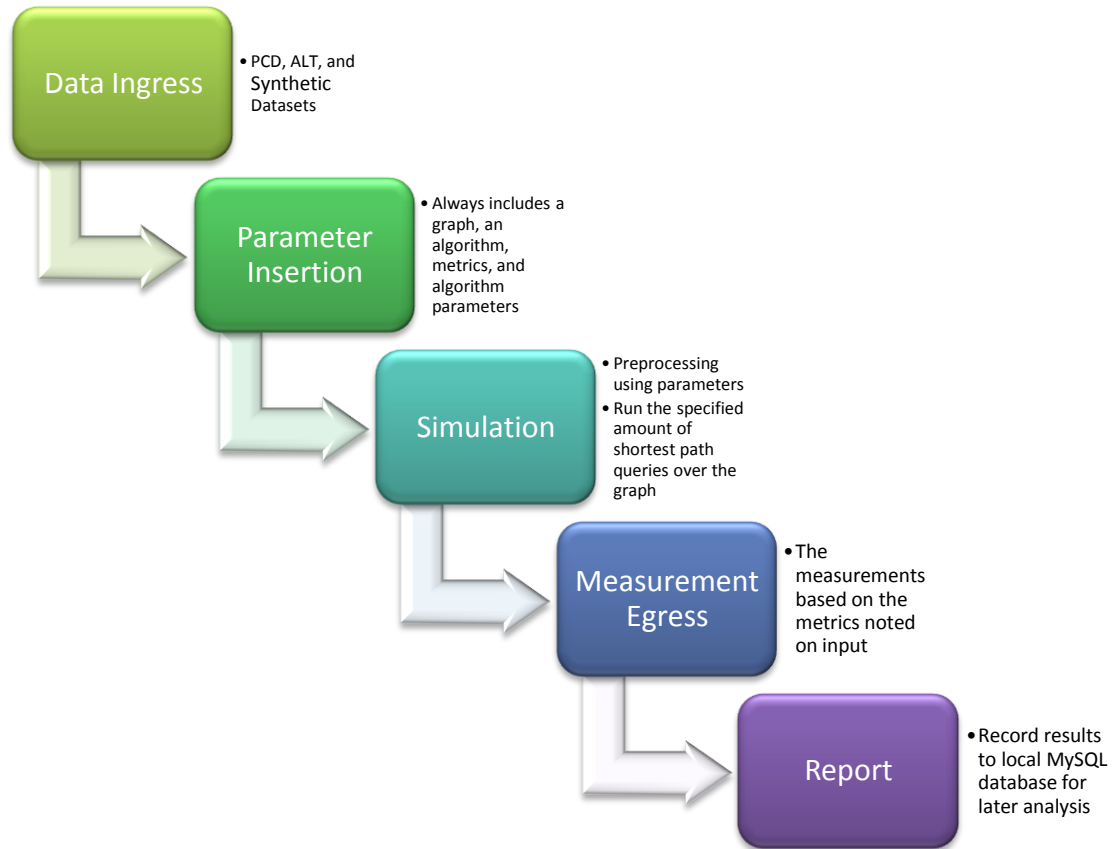 Data Ingress
• PCD, ALT, and
Synthetic
Datasets
Parameter
Insertion
• Always includes a
graph, an
algorithm,
metrics, and
algorithm
parameters
Simulation
• Preprocessing
using parameters
• Run the specified
amount of
shortest path
queries over the
graph
Measurement
Egress
• The
measurements
based on the
metrics noted
on input
Report
• Record results
to local MySQL
database for
later analysis